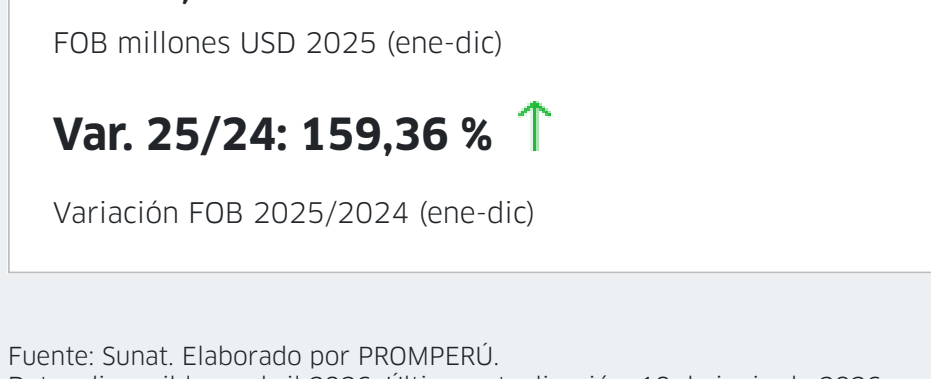 FOB millones USD 2025 (ene-dic)
Var. 25/24: 159,36 %
Variación FOB 2025/2024 (ene-dic)
Fuente: Sunat. Elaborado por PROMPERÚ.